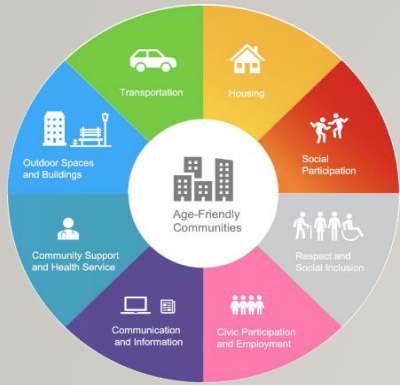 Transportation
Housing
Social
Participation
Respect and
Social Inclusion
Civic Participation
and Employment
Communication
and Information
Community Support
and Health Service
Outdoor Spaces
and Buildings
Age-Friendly
Communities